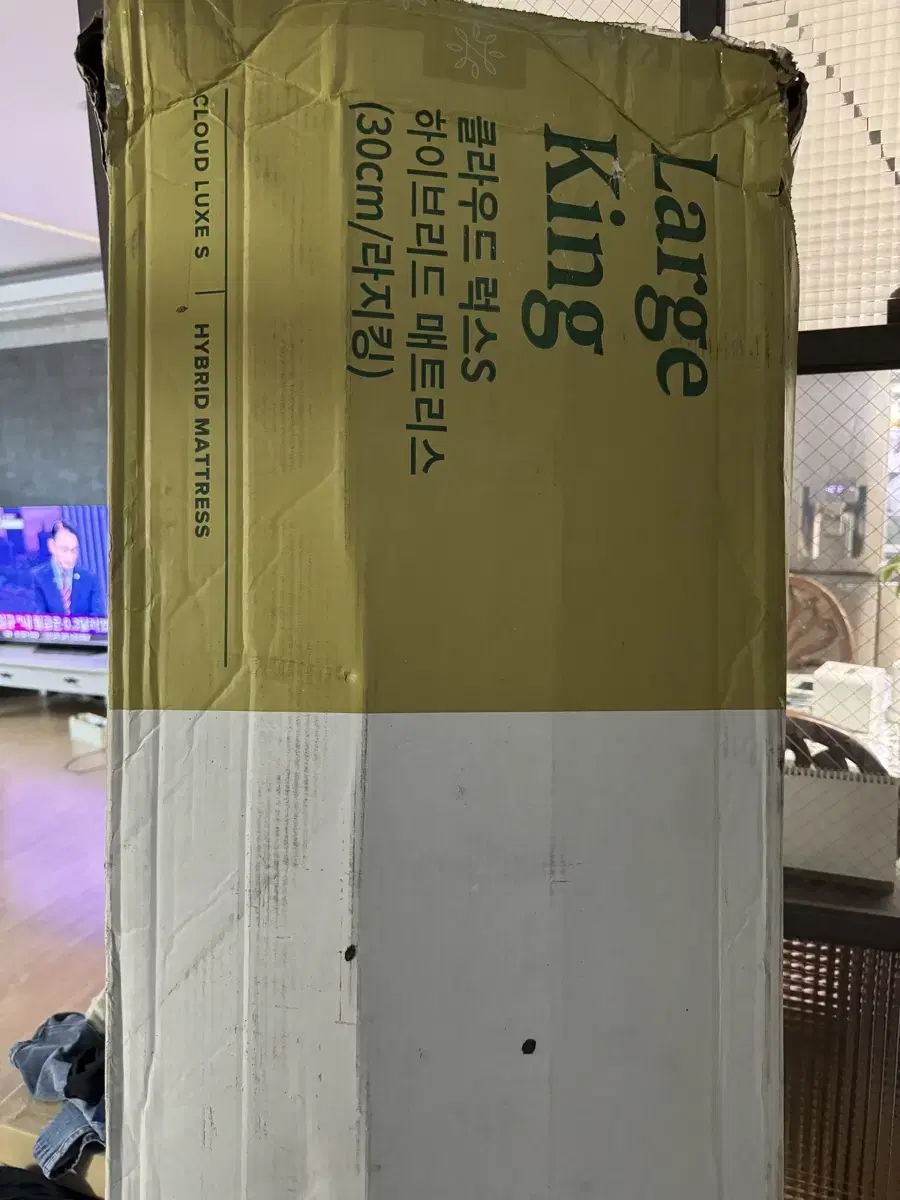 Large
King
클라우드 럭스S
하이브리드 매트리스
(30cm/라지킹)
CLOUD LUXE S | HYBRID MATTRESS